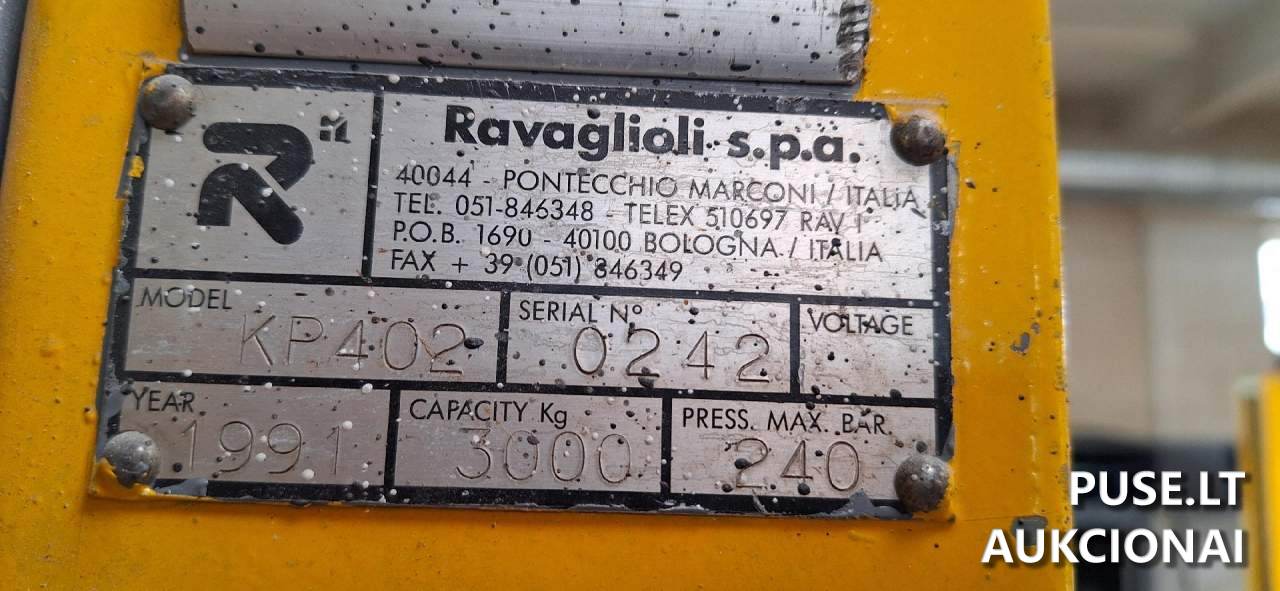 R
Ravaglioli s.p.a.
40044 - PONTECCHIO MARCONI / ITALIA
TEL. 051-846348 - TELEX 510697 RAV I
P.O.B. 1690 - 40100 BOLOGNA / ITALIA
FAX + 39 (051) 846349
MODEL KP402
SERIAL N° 0242
VOLTAGE
YEAR 1991
CAPACITY Kg 3000
PRESS. MAX. BAR. 240
PUSE.LT
AUKCIONAI